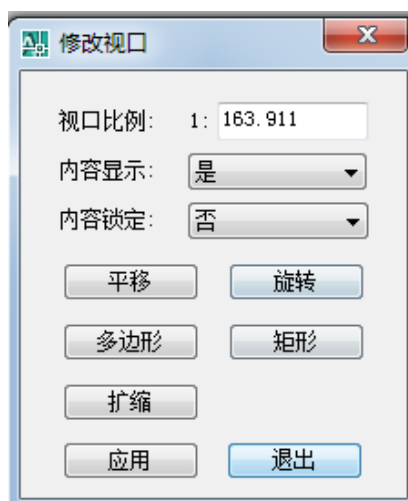 修改视口
视口比例: 1: 163.911
内容显示: 是
内容锁定: 否
平移 旋转
多边形 矩形
扩缩
应用 退出